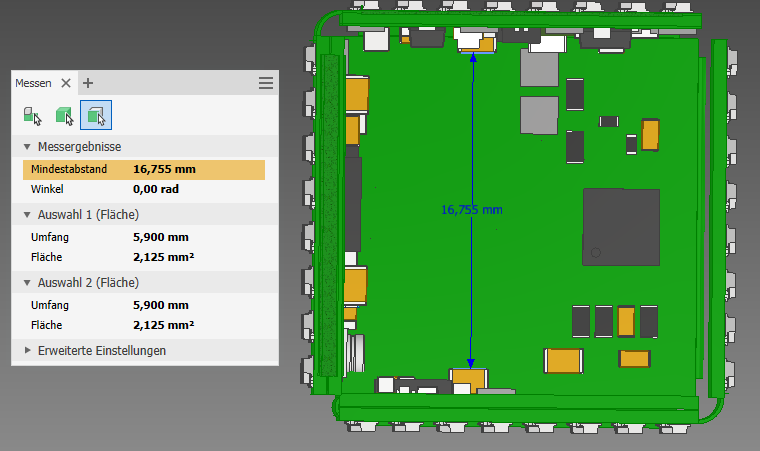 Messen
Messergebnisse
Mindestabstand 16,755 mm
Winkel 0,00 rad
Auswahl 1 (Fläche)
Umfang 5,900 mm
Fläche 2,125 mm²
Auswahl 2 (Fläche)
Umfang 5,900 mm
Fläche 2,125 mm²
Erweiterte Einstellungen
16,755 mm